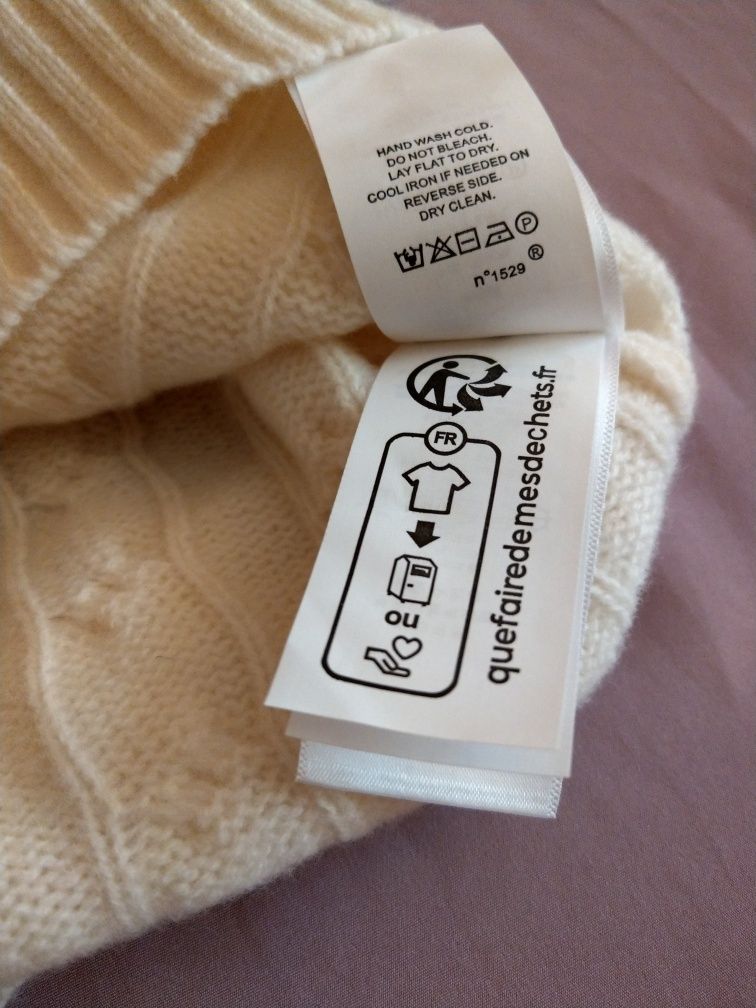 HAND WASH COLD.
DO NOT BLEACH.
LAY FLAT TO DRY.
COOL IRON IF NEEDED ON
REVERSE SIDE.
DRY CLEAN.
P
n°1529 ®
FR
ou
quefairedemesdechets.fr